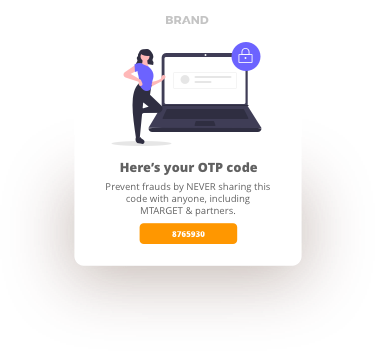 BRAND
Here's your OTP code
Prevent frauds by NEVER sharing this
code with anyone, including
MTARGET & partners.
8765930